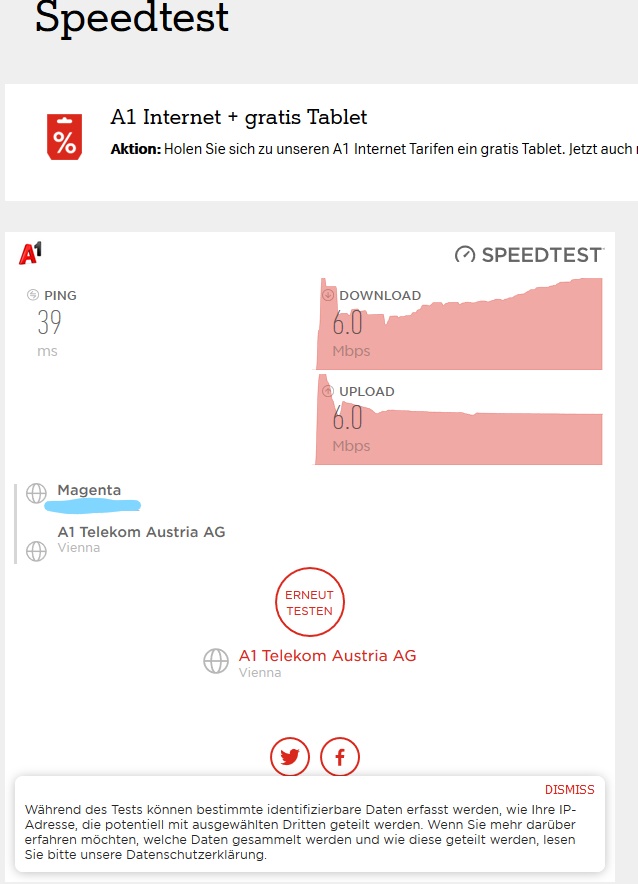 Speedtest
A1 Internet + gratis Tablet
%
Aktion: Holen Sie sich zu unseren A1 Internet Tarifen ein gratis Tablet. Jetzt auch
A1
SPEEDTEST
PING
39
ms
DOWNLOAD
6.0
Mbps
UPLOAD
6.0
Mbps
Magenta
A1 Telekom Austria AG
Vienna
ERNEUT
TESTEN
A1 Telekom Austria AG
Vienna
DISMISS
Während des Tests können bestimmte identifizierbare Daten erfasst werden, wie Ihre IP-
Adresse, die potentiell mit ausgewählten Dritten geteilt werden. Wenn Sie mehr darüber
erfahren möchten, welche Daten gesammelt werden und wie diese geteilt werden, lesen
Sie bitte unsere Datenschutzerklärung.